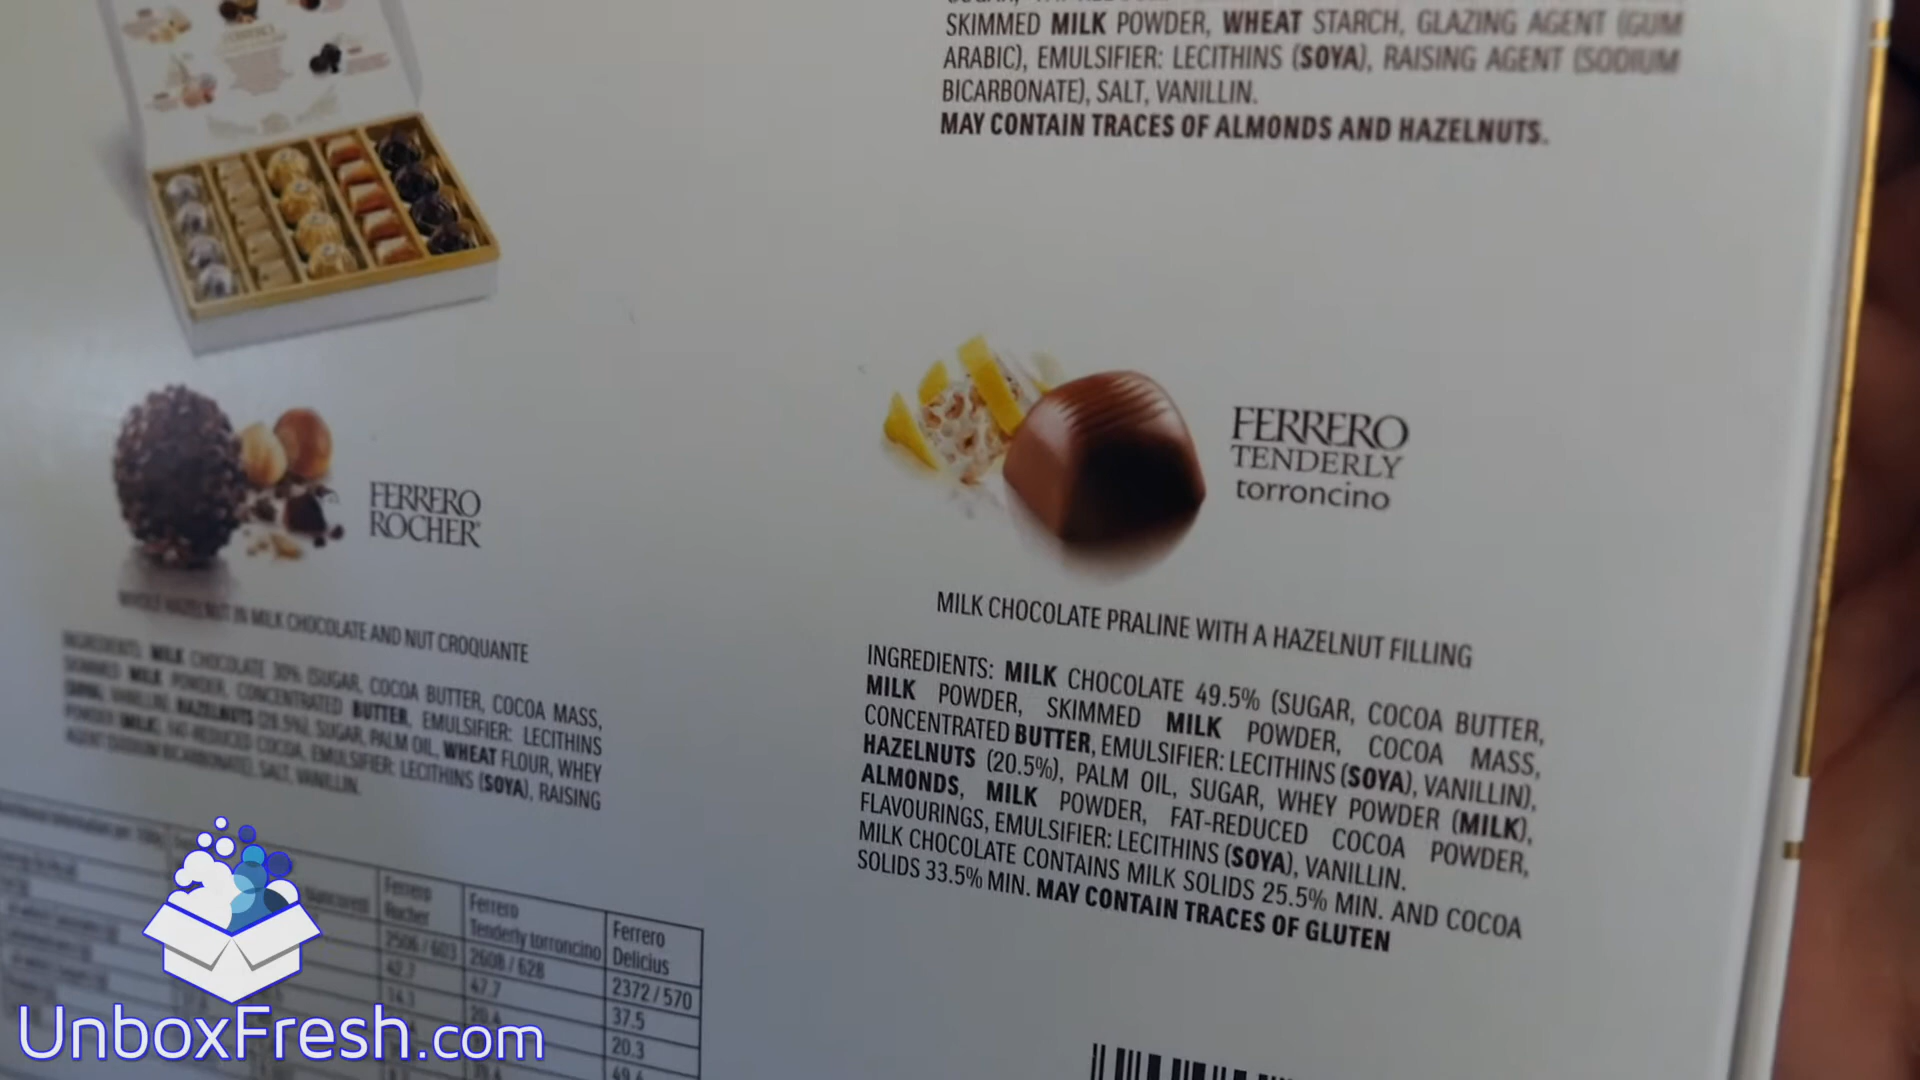 SKIMMED MILK POWDER, WHEAT STARCH, GLAZING AGENT (GUM
ARABIC), EMULSIFIER: LECITHINS (SOYA), RAISING AGENT (SODIUM
BICARBONATE), SALT, VANILLIN.
MAY CONTAIN TRACES OF ALMONDS AND HAZELNUTS.
FERRERO
ROCHER
WHOLE HAZELNUT IN MILK CHOCOLATE AND NUT CROQUANTE
INGREDIENTS: MILK CHOCOLATE 30% (SUGAR, COCOA BUTTER, COCOA MASS,
SKIMMED MILK POWDER, CONCENTRATED BUTTER, EMULSIFIER: LECITHINS
(SOYA), VANILLIN), HAZELNUTS (28.5%), SUGAR, PALM OIL, WHEAT FLOUR, WHEY
POWDER (MILK), FAT-REDUCED COCOA, EMULSIFIER: LECITHINS (SOYA), RAISING
AGENT (SODIUM BICARBONATE), SALT, VANILLIN.
FERRERO
TENDERLY
torroncino
MILK CHOCOLATE PRALINE WITH A HAZELNUT FILLING
INGREDIENTS: MILK CHOCOLATE 49.5% (SUGAR, COCOA BUTTER,
MILK POWDER, SKIMMED MILK POWDER, COCOA MASS,
CONCENTRATED BUTTER, EMULSIFIER: LECITHINS (SOYA), VANILLIN),
HAZELNUTS (20.5%), PALM OIL, SUGAR, WHEY POWDER (MILK),
ALMONDS, MILK POWDER, FAT-REDUCED COCOA POWDER,
FLAVOURINGS, EMULSIFIER: LECITHINS (SOYA), VANILLIN.
MILK CHOCOLATE CONTAINS MILK SOLIDS 25.5% MIN. AND COCOA
SOLIDS 33.5% MIN. MAY CONTAIN TRACES OF GLUTEN
Ferrero Rocher
Ferrero Tenderly torroncino
Ferrero Delicius
2506 / 603 2608 / 628 2372 / 570
42.7 47.7 37.5
14.1 20.4 20.3
UnboxFresh.com